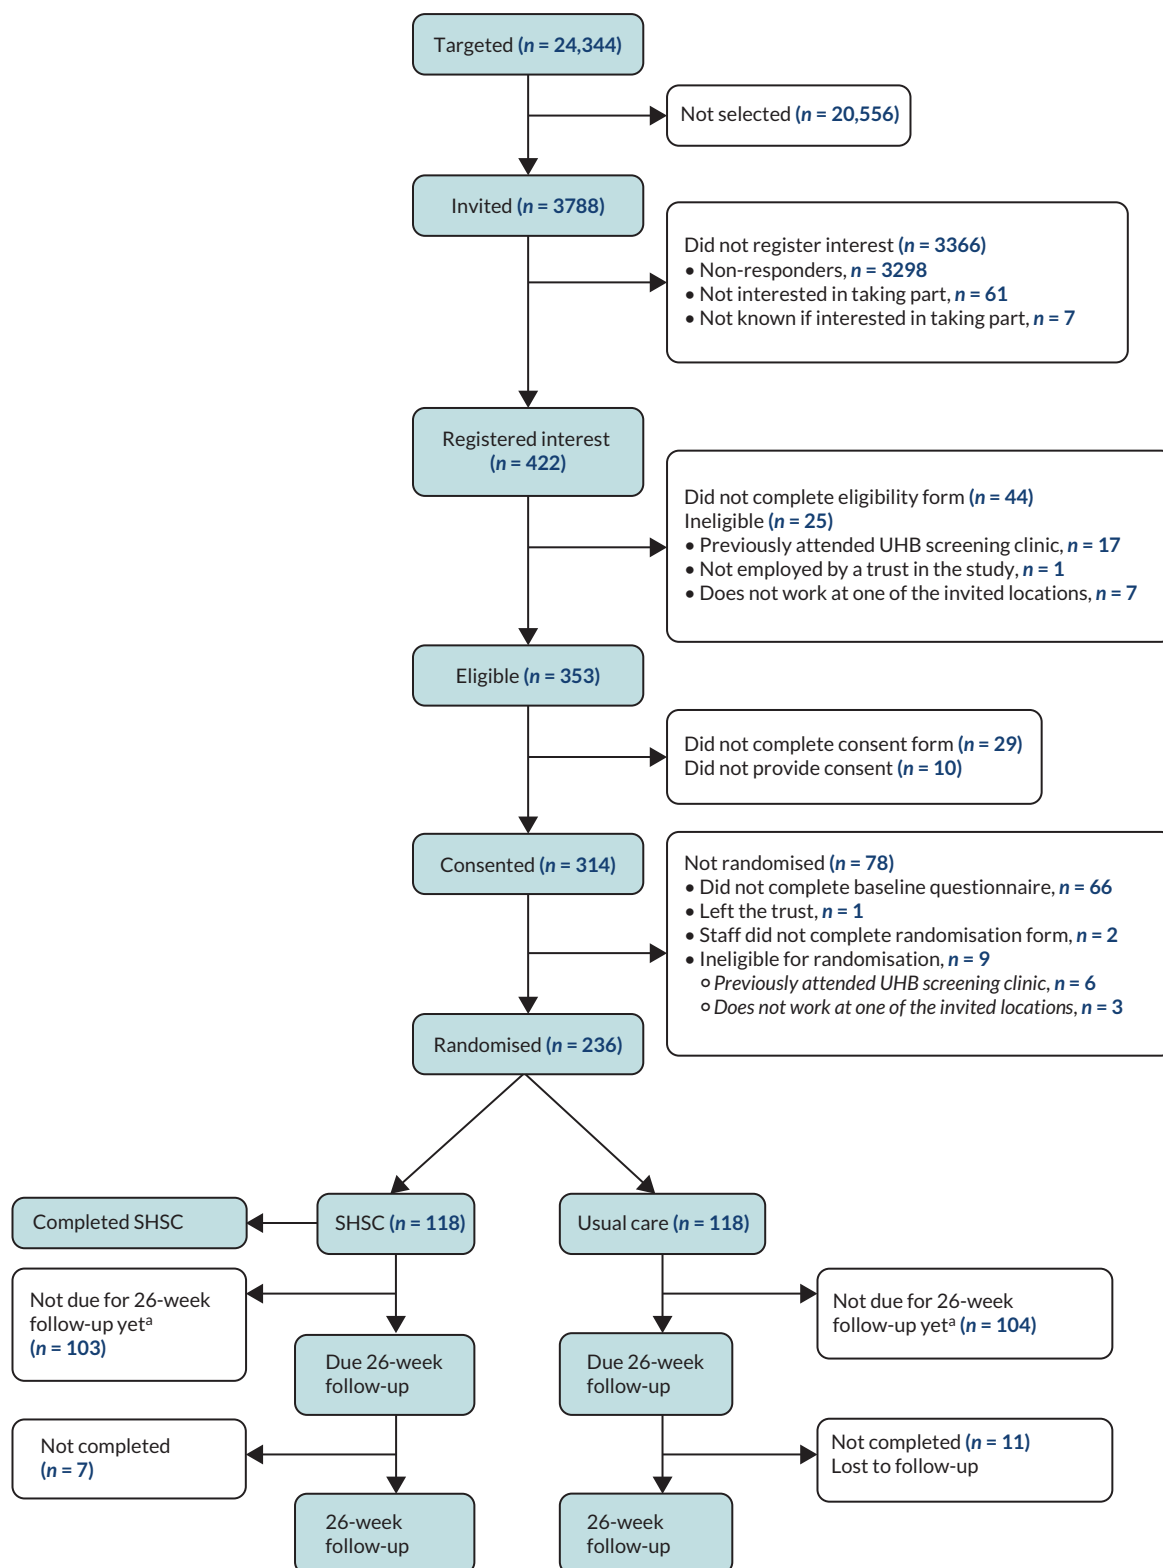 Targeted (n = 24,344)
Not selected (n = 20,556)
Invited (n = 3788)
Did not register interest (n = 3366)
• Non-responders, n = 3298
• Not interested in taking part, n = 61
• Not known if interested in taking part, n = 7
Registered interest
(n = 422)
Did not complete eligibility form (n = 44)
Ineligible (n = 25)
• Previously attended UHB screening clinic, n = 17
• Not employed by a trust in the study, n = 1
• Does not work at one of the invited locations, n = 7
Eligible (n = 353)
Did not complete consent form (n = 29)
Did not provide consent (n = 10)
Consented (n = 314)
Not randomised (n = 78)
• Did not complete baseline questionnaire, n = 66
• Left the trust, n = 1
• Staff did not complete randomisation form, n = 2
• Ineligible for randomisation, n = 9
⚬ Previously attended UHB screening clinic, n = 6
⚬ Does not work at one of the invited locations, n = 3
Randomised (n = 236)
Completed SHSC
SHSC (n = 118)
Usual care (n = 118)
Not due for 26-week
follow-up yetᵃ
(n = 103)
Not due for 26-week
follow-up yetᵃ (n = 104)
Due 26-week
follow-up
Due 26-week
follow-up
Not completed
(n = 7)
Not completed (n = 11)
Lost to follow-up
26-week
follow-up
26-week
follow-up